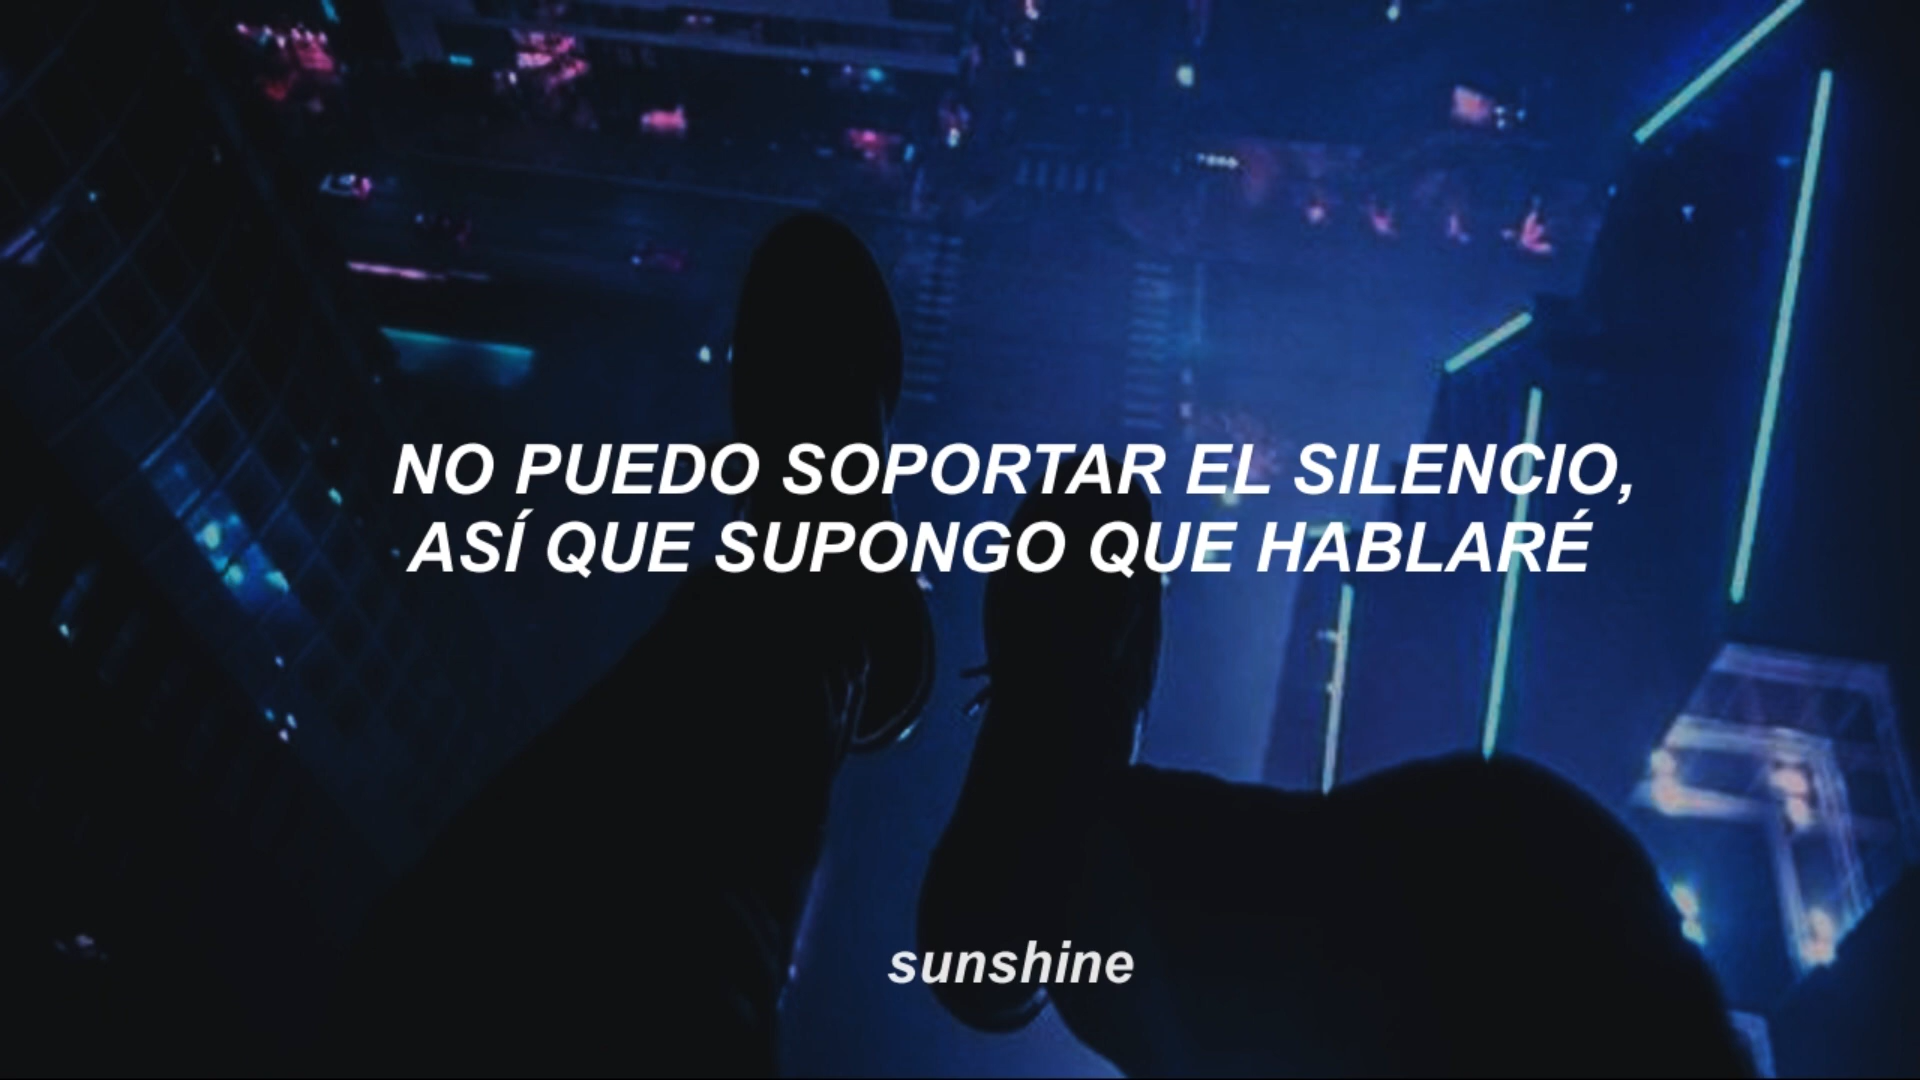 NO PUEDO SOPORTAR EL SILENCIO,
ASÍ QUE SUPONGO QUE HABLARÉ
sunshine